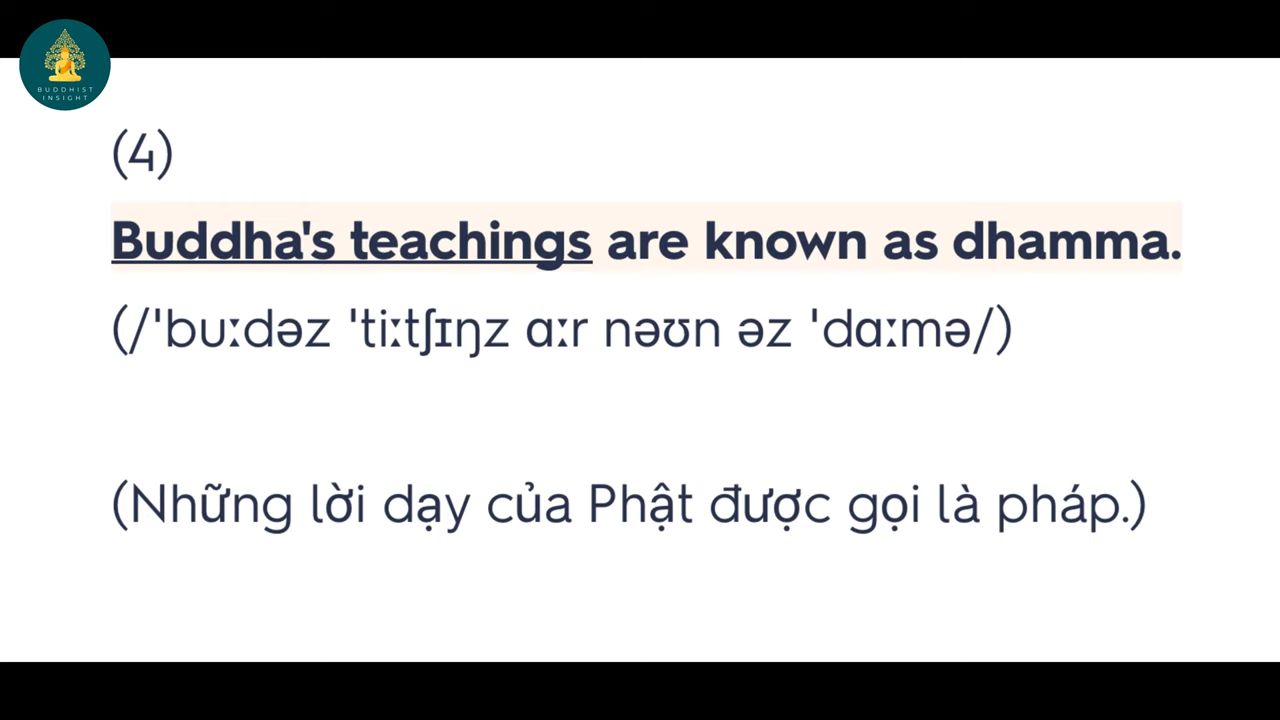 BUDDHIST
INSIGHT
(4)
Buddha's teachings are known as dhamma.
(/ˈbuːdəz ˈtiːtʃɪŋz ɑːr nəʊn əz ˈdɑːmə/)
(Những lời dạy của Phật được gọi là pháp.)